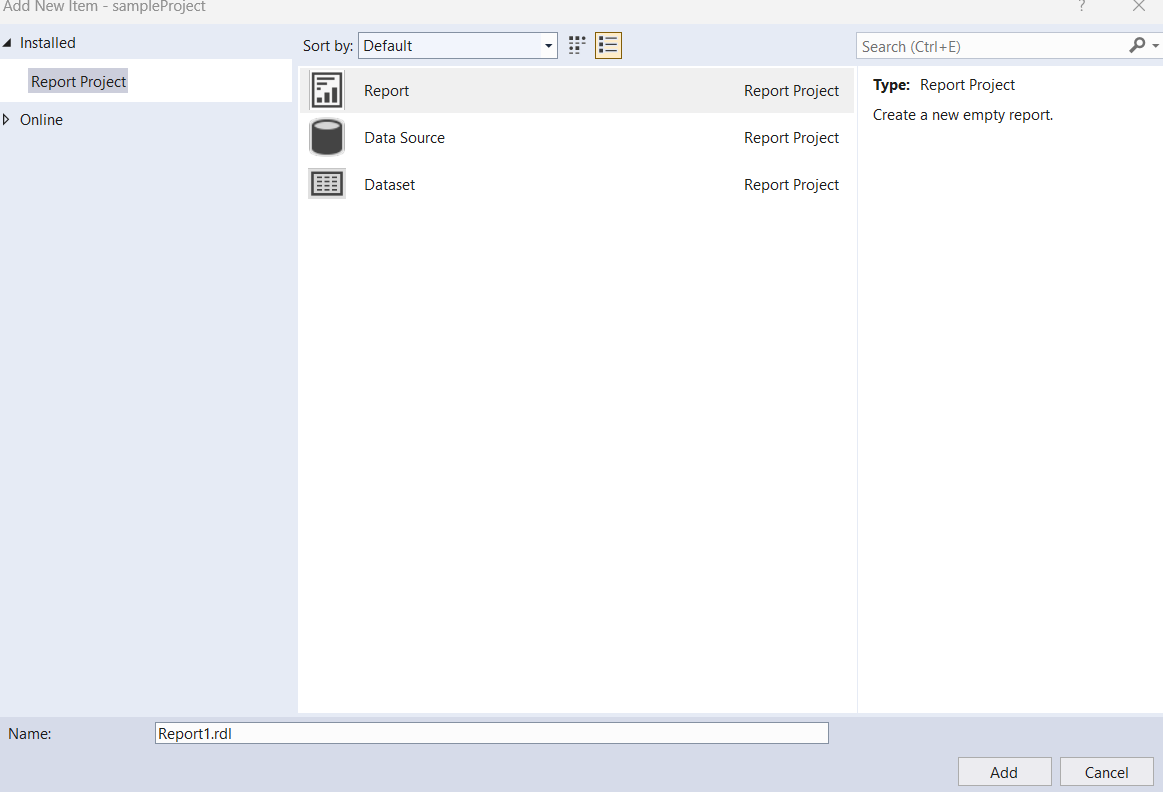 Add New Item - sampleProject
?
Installed
Report Project
Online
Sort by: Default
Report Report Project
Data Source Report Project
Dataset Report Project
Search (Ctrl+E)
Type: Report Project
Create a new empty report.
Name: Report1.rdl
Add Cancel